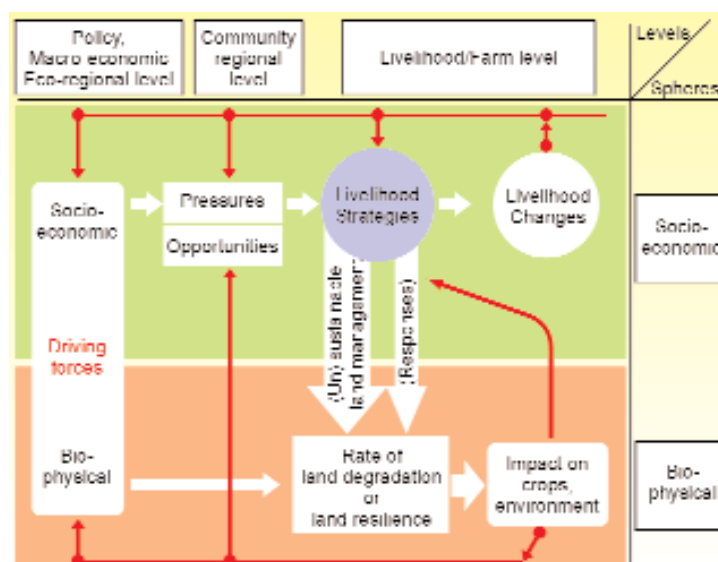 Policy,
Macro economic
Eco-regional level
Community
regional
level
Livelihood/Farm level
Levels
Spheres
Socio-
economic
Pressures
Opportunities
Livelihood
Strategies
Livelihood
Changes
Socio-
economic
(Un) sustainable
land management
(Responses)
Driving
forces
Bio-
physical
Rate of
land degradation
or
land resilience
Impact on
crops,
environment
Bio-
physical